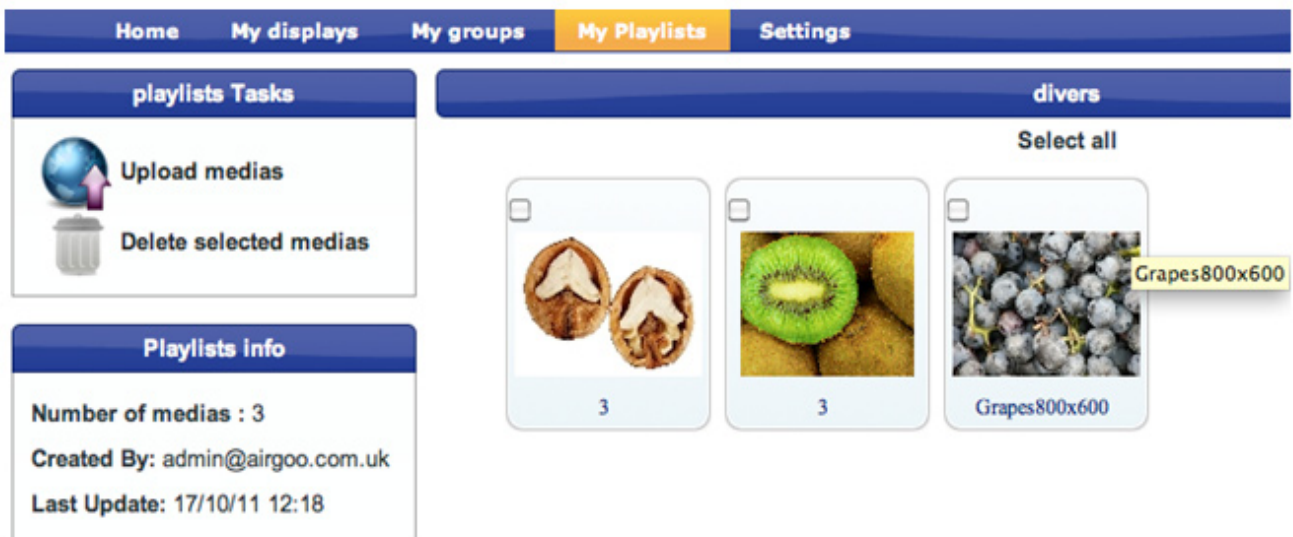 Home My displays My groups My Playlists Settings
playlists Tasks
Upload medias
Delete selected medias
Playlists info
Number of medias : 3
Created By: admin@airgoo.com.uk
Last Update: 17/10/11 12:18
divers
Select all
3
3
Grapes800x600
Grapes800x600